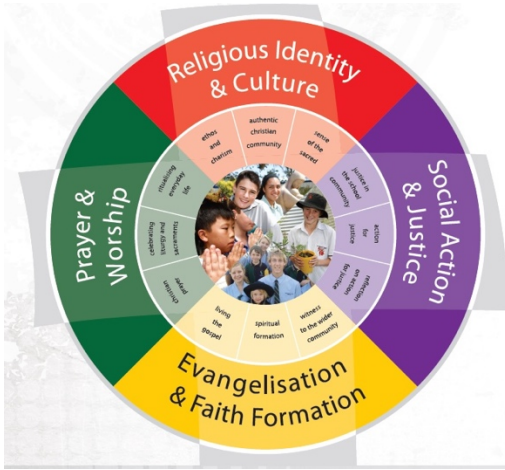 Religious Identity
& Culture
ethos
and
charism
authentic
christian
community
sense
of the
sacred
Social Action
& Justice
justice in
the school
community
action
for
justice
reflection
on action
for justice
Evangelisation
& Faith Formation
witness
to the wider
community
spiritual
formation
living
the
gospel
Prayer &
Worship
christian
prayer
celebrating
liturgy and
sacraments
ritualising
everyday
life